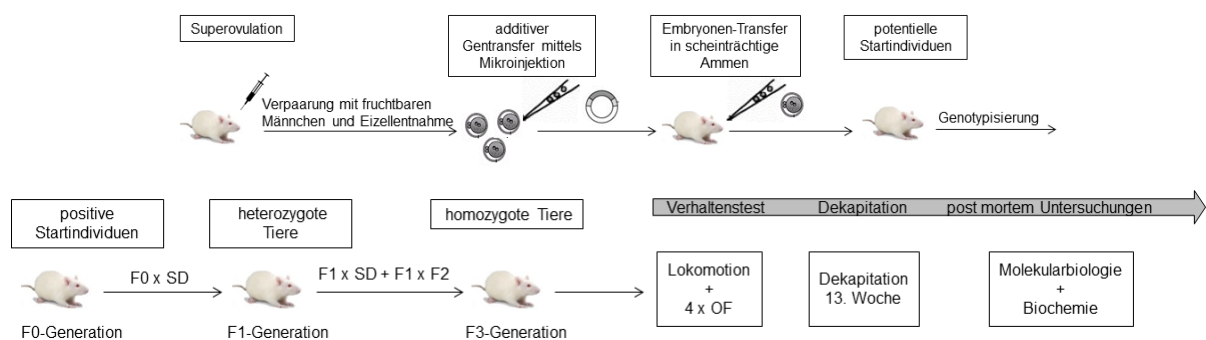 Superovulation
additiver
Gentransfer mittels
Mikroinjektion
Embryonen-Transfer
in scheinträchtige
Ammen
potentielle
Startindividuen
Verpaarung mit fruchtbaren
Männchen und Eizellentnahme
Genotypisierung
positive
Startindividuen
heterozygote
Tiere
homozygote Tiere
Verhaltenstest
Dekapitation
post mortem Untersuchungen
F0 x SD
F1 x SD + F1 x F2
Lokomotion
+
4 x OF
Dekapitation
13. Woche
Molekularbiologie
+
Biochemie
F0-Generation
F1-Generation
F3-Generation